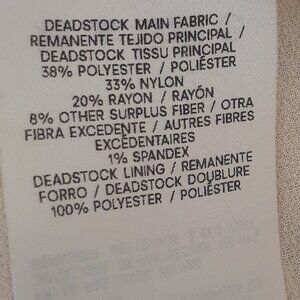 DEADSTOCK MAIN FABRIC /
REMANENTE TEJIDO PRINCIPAL /
DEADSTOCK TISSU PRINCIPAL
38% POLYESTER / POLIÉSTER
33% NYLON
20% RAYON / RAYÓN
8% OTHER SURPLUS FIBER / OTRA
FIBRA EXCEDENTE / AUTRES FIBRES
EXCÉDENTAIRES
1% SPANDEX
DEADSTOCK LINING / REMANENTE
FORRO / DEADSTOCK DOUBLURE
100% POLYESTER / POLIÉSTER